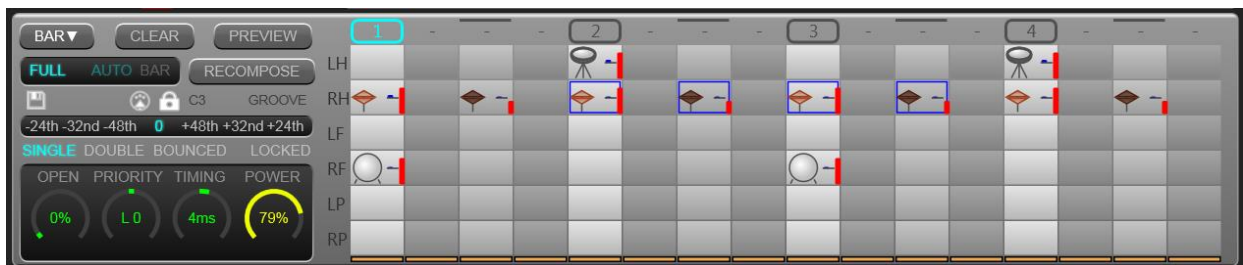 BAR▼ CLEAR PREVIEW
FULL AUTO BAR RECOMPOSE
C3 GROOVE
-24th -32nd -48th 0 +48th +32nd +24th
SINGLE DOUBLE BOUNCED LOCKED
OPEN PRIORITY TIMING POWER
0% L 0 4ms 79%
1 - - - 2 - - - 3 - - - 4 - - -
LH
RH
LF
RF
LP
RP